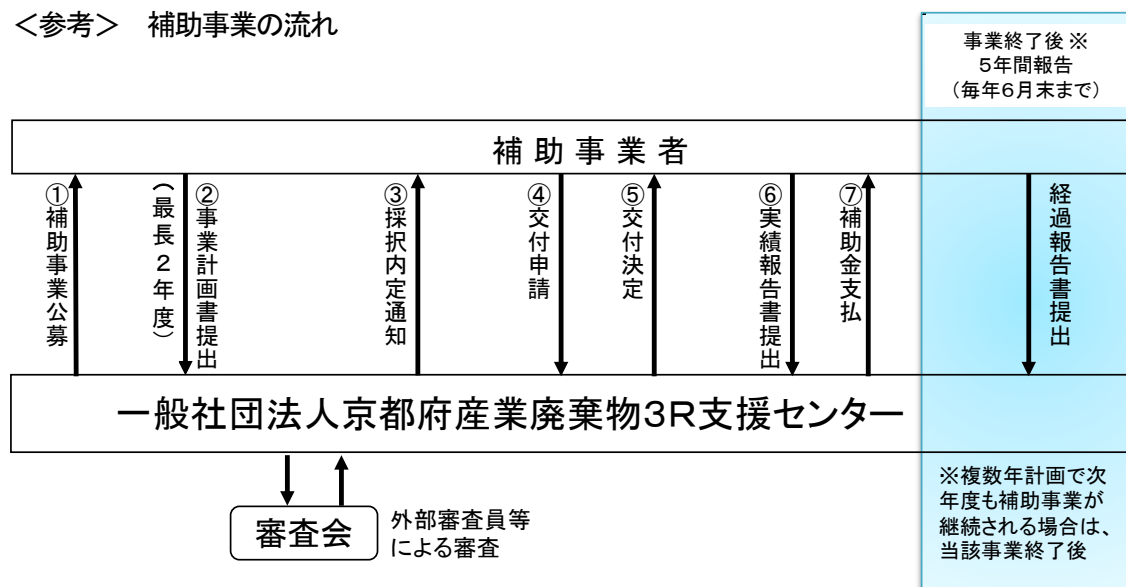 ＜参考＞　補助事業の流れ
事業終了後※
５年間報告
（毎年６月末まで）
補助事業者
①補助事業公募
②事業計画書提出
（最長２年度）
③採択内定通知
④交付申請
⑤交付決定
⑥実績報告書提出
⑦補助金支払
経過報告書提出
一般社団法人京都府産業廃棄物３Ｒ支援センター
審査会
外部審査員等
による審査
※複数年計画で次
年度も補助事業が
継続される場合は、
当該事業終了後